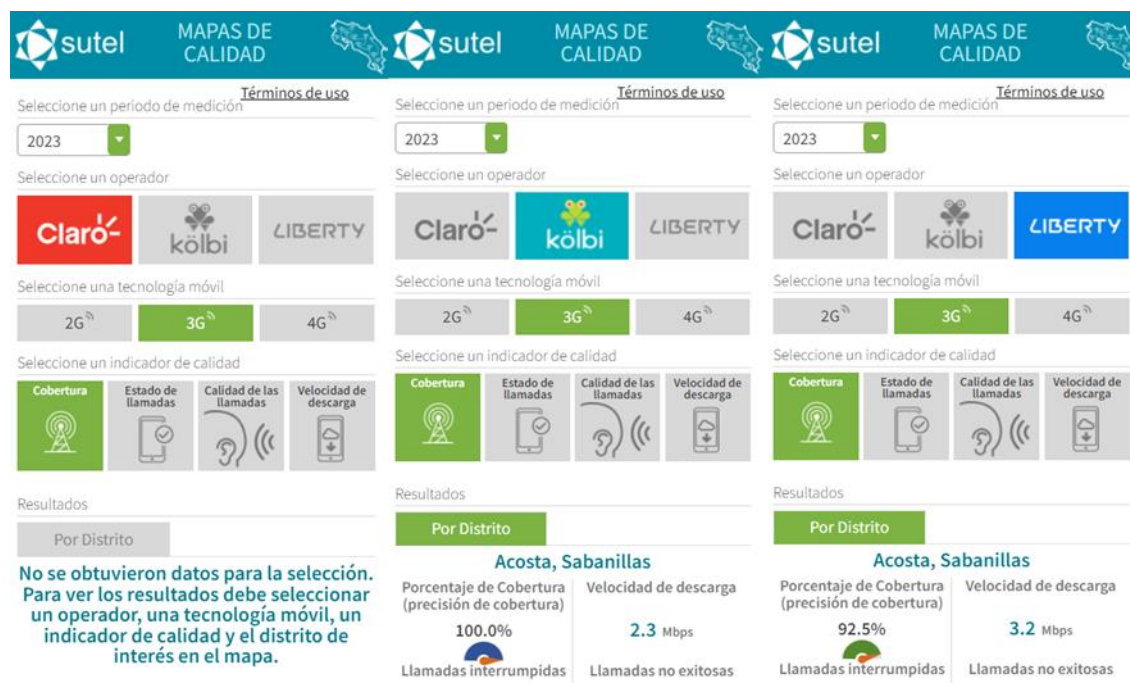 sutel
MAPAS DE
CALIDAD
Términos de uso
Seleccione un periodo de medición
2023
Seleccione un operador
Claro
kölbi
LIBERTY
Seleccione una tecnología móvil
2G
3G
4G
Seleccione un indicador de calidad
Cobertura
Estado de
llamadas
Calidad de las
llamadas
Velocidad de
descarga
Resultados
Por Distrito
No se obtuvieron datos para la selección.
Para ver los resultados debe seleccionar
un operador, una tecnología móvil, un
indicador de calidad y el distrito de
interés en el mapa.
sutel
MAPAS DE
CALIDAD
Términos de uso
Seleccione un periodo de medición
2023
Seleccione un operador
Claro
kölbi
LIBERTY
Seleccione una tecnología móvil
2G
3G
4G
Seleccione un indicador de calidad
Cobertura
Estado de
llamadas
Calidad de las
llamadas
Velocidad de
descarga
Resultados
Por Distrito
Acosta, Sabanillas
Porcentaje de Cobertura
(precisión de cobertura)
100.0%
Velocidad de descarga
2.3 Mbps
Llamadas interrumpidas
Llamadas no exitosas
sutel
MAPAS DE
CALIDAD
Términos de uso
Seleccione un periodo de medición
2023
Seleccione un operador
Claro
kölbi
LIBERTY
Seleccione una tecnología móvil
2G
3G
4G
Seleccione un indicador de calidad
Cobertura
Estado de
llamadas
Calidad de las
llamadas
Velocidad de
descarga
Resultados
Por Distrito
Acosta, Sabanillas
Porcentaje de Cobertura
(precisión de cobertura)
92.5%
Velocidad de descarga
3.2 Mbps
Llamadas interrumpidas
Llamadas no exitosas